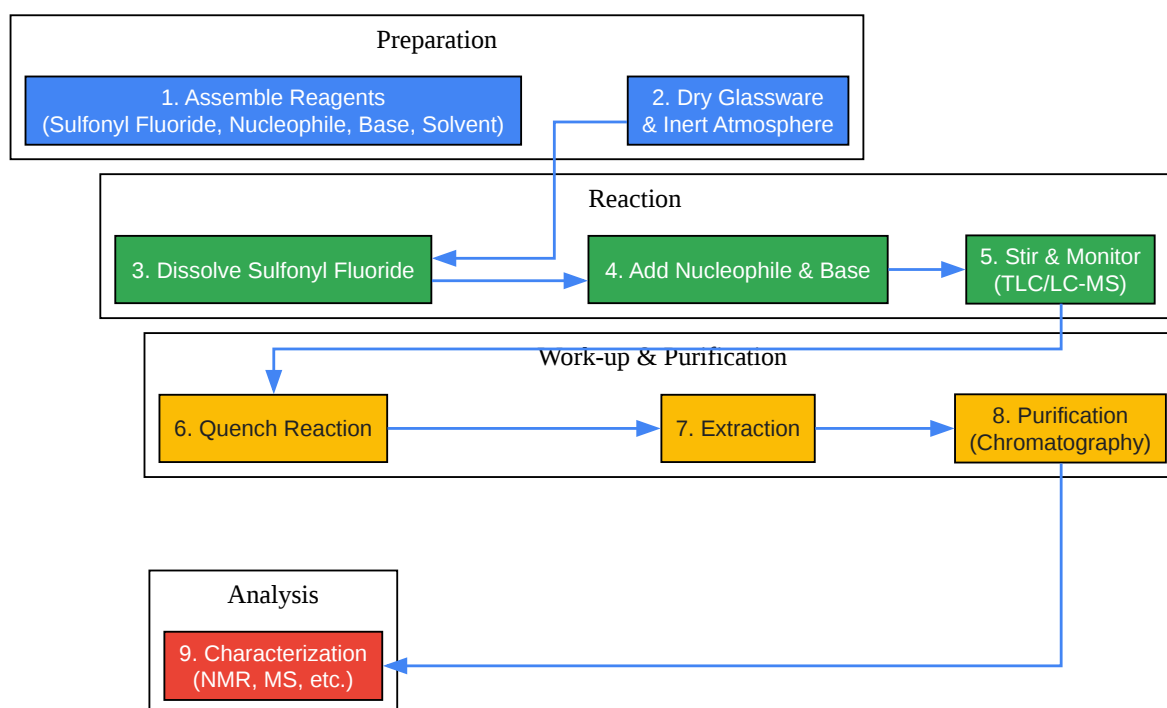 Preparation
1. Assemble Reagents
(Sulfonyl Fluoride, Nucleophile, Base, Solvent)
2. Dry Glassware
& Inert Atmosphere
Reaction
3. Dissolve Sulfonyl Fluoride
4. Add Nucleophile & Base
5. Stir & Monitor
(TLC/LC-MS)
Work-up & Purification
6. Quench Reaction
7. Extraction
8. Purification
(Chromatography)
Analysis
9. Characterization
(NMR, MS, etc.)